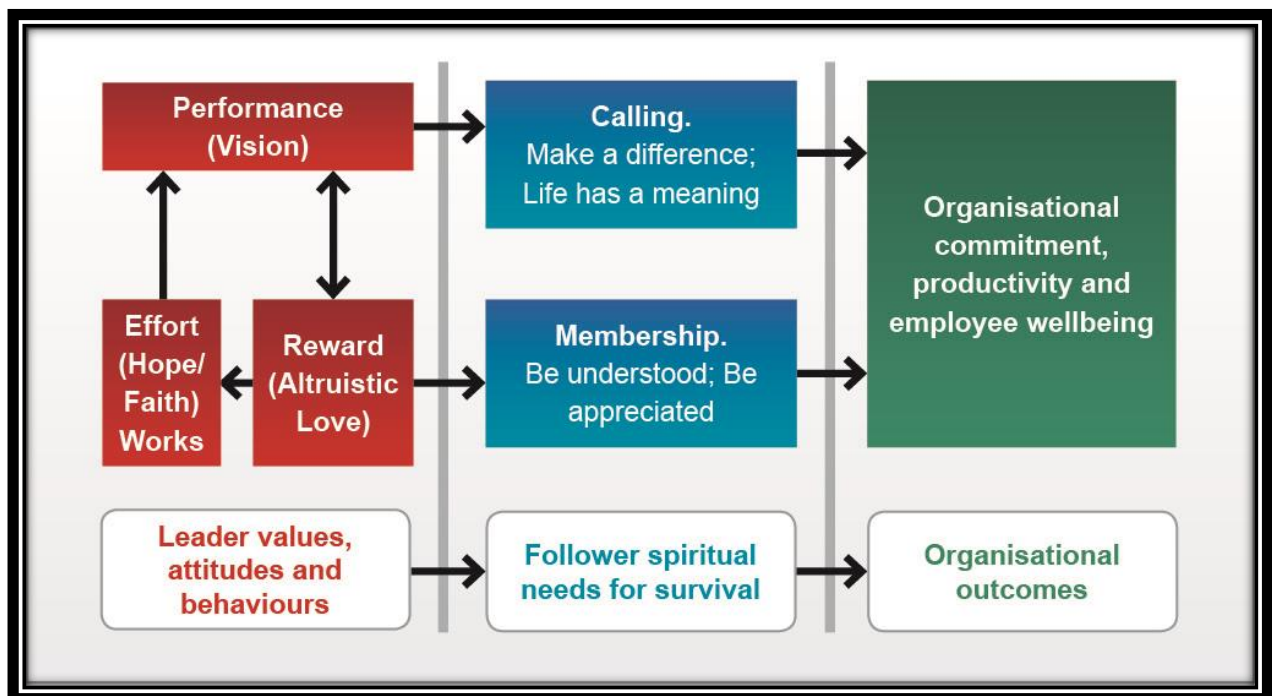 Performance
(Vision)
Calling.
Make a difference;
Life has a meaning
Organisational
commitment,
productivity and
employee wellbeing
Effort
(Hope/
Faith)
Works
Reward
(Altruistic
Love)
Membership.
Be understood; Be
appreciated
Leader values,
attitudes and
behaviours
Follower spiritual
needs for survival
Organisational
outcomes